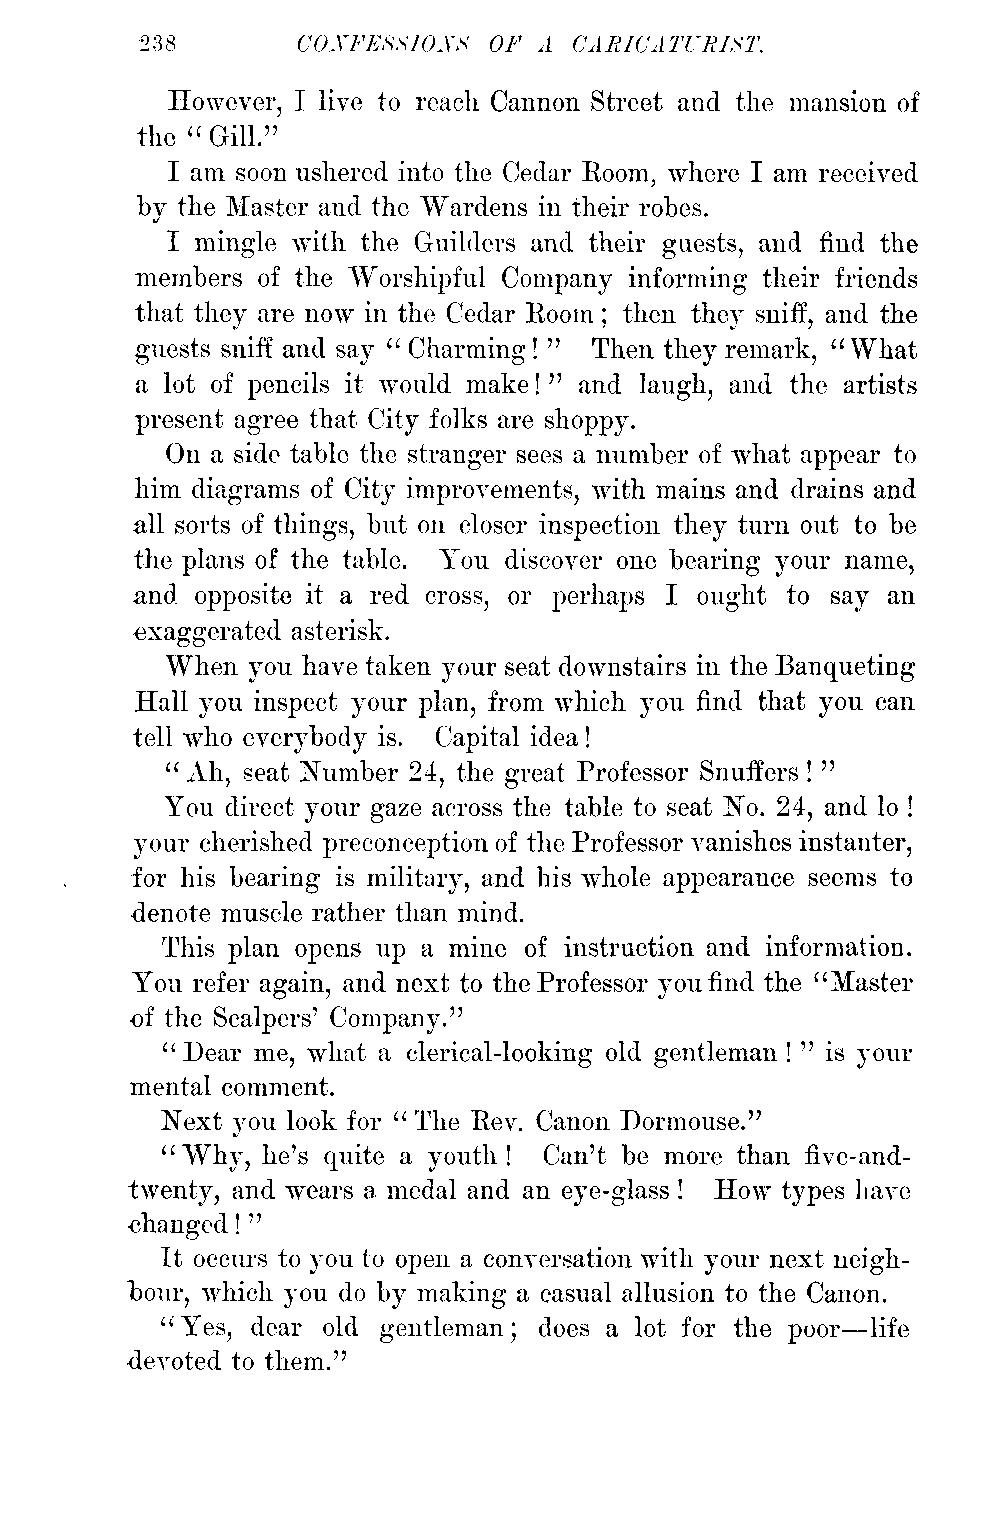 238 CONFESSIONS OF A CARICATURIST.
However, I live to reach Cannon Street and the mansion of
the “Gill.”
I am soon ushered into the Cedar Room, where I am received
by the Master and the Wardens in their robes.
I mingle with the Guilders and their guests, and find the
members of the Worshipful Company informing their friends
that they are now in the Cedar Room; then they sniff, and the
guests sniff and say “Charming!” Then they remark, “What
a lot of pencils it would make!” and laugh, and the artists
present agree that City folks are shoppy.
On a side table the stranger sees a number of what appear to
him diagrams of City improvements, with mains and drains and
all sorts of things, but on closer inspection they turn out to be
the plans of the table. You discover one bearing your name,
and opposite it a red cross, or perhaps I ought to say an
exaggerated asterisk.
When you have taken your seat downstairs in the Banqueting
Hall you inspect your plan, from which you find that you can
tell who everybody is. Capital idea!
“Ah, seat Number 24, the great Professor Snuffers!”
You direct your gaze across the table to seat No. 24, and lo!
your cherished preconception of the Professor vanishes instanter,
for his bearing is military, and his whole appearance seems to
denote muscle rather than mind.
This plan opens up a mine of instruction and information.
You refer again, and next to the Professor you find the “Master
of the Scalpers’ Company.”
“Dear me, what a clerical-looking old gentleman!” is your
mental comment.
Next you look for “The Rev. Canon Dormouse.”
“Why, he’s quite a youth! Can’t be more than five-and-
twenty, and wears a medal and an eye-glass! How types have
changed!”
It occurs to you to open a conversation with your next neigh-
bour, which you do by making a casual allusion to the Canon.
“Yes, dear old gentleman; does a lot for the poor—life
devoted to them.”